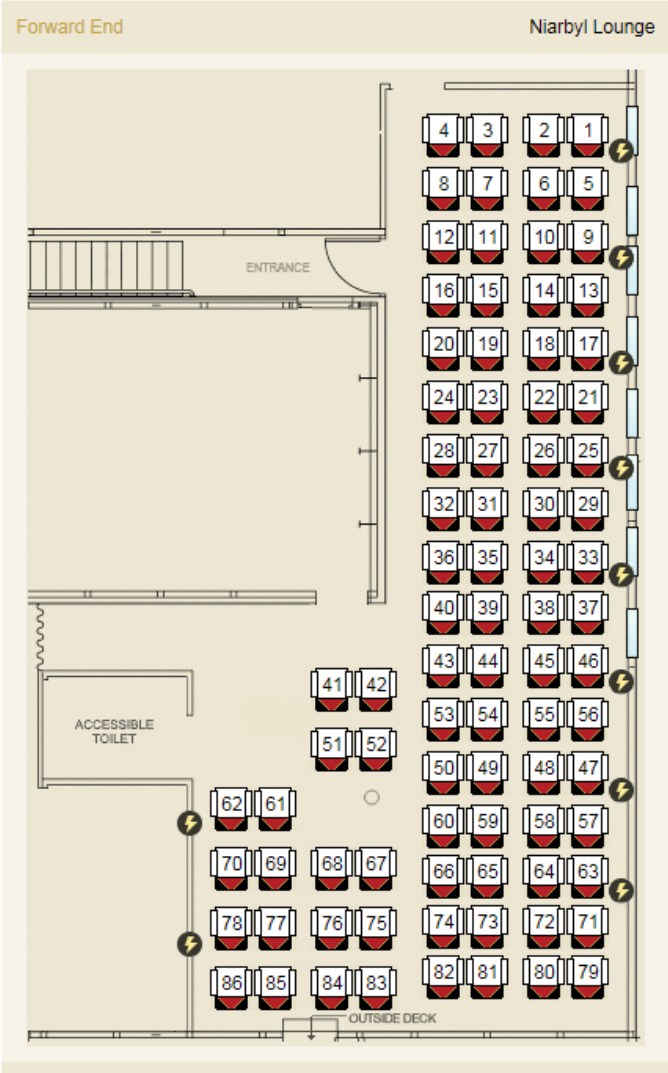 Forward End Niarbyl Lounge
4 3 2 1
8 7 6 5
12 11 10 9
ENTRANCE
16 15 14 13
20 19 18 17
24 23 22 21
28 27 26 25
32 31 30 29
36 35 34 33
40 39 38 37
43 44 45 46
41 42
53 54 55 56
ACCESSIBLE
TOILET
51 52
50 49 48 47
62 61
60 59 58 57
70 69 68 67
66 65 64 63
78 77 76 75
74 73 72 71
86 85 84 83
82 81 80 79
OUTSIDE DECK